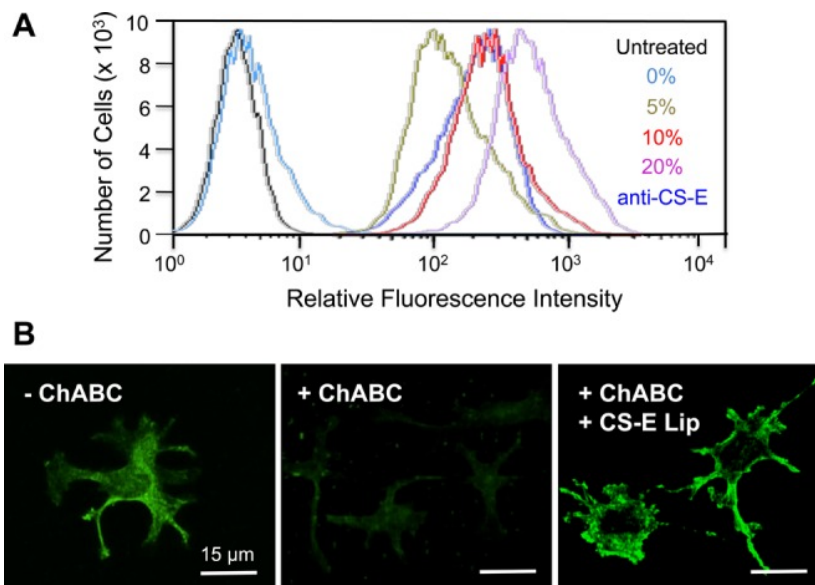 A
Number of Cells (x 10³)
10
8
6
4
2
0
10⁰
10¹
10²
10³
10⁴
Relative Fluorescence Intensity
Untreated
0%
5%
10%
20%
anti-CS-E
B
- ChABC
15 μm
+ ChABC
+ ChABC
+ CS-E Lip